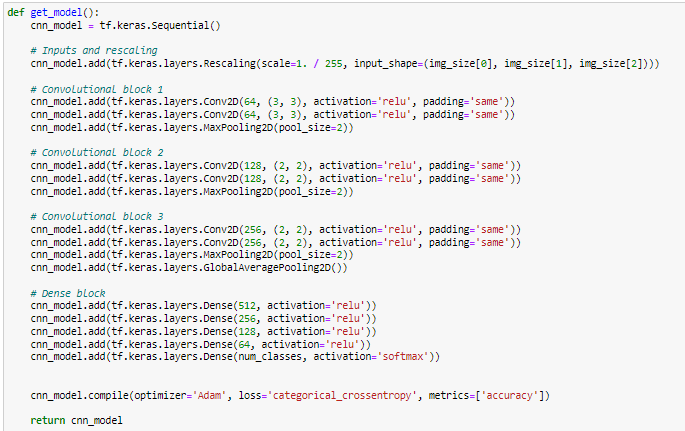 def get_model():
    cnn_model = tf.keras.Sequential()

    # Inputs and rescaling
    cnn_model.add(tf.keras.layers.Rescaling(scale=1. / 255, input_shape=(img_size[0], img_size[1], img_size[2])))

    # Convolutional block 1
    cnn_model.add(tf.keras.layers.Conv2D(64, (3, 3), activation='relu', padding='same'))
    cnn_model.add(tf.keras.layers.Conv2D(64, (3, 3), activation='relu', padding='same'))
    cnn_model.add(tf.keras.layers.MaxPooling2D(pool_size=2))

    # Convolutional block 2
    cnn_model.add(tf.keras.layers.Conv2D(128, (2, 2), activation='relu', padding='same'))
    cnn_model.add(tf.keras.layers.Conv2D(128, (2, 2), activation='relu', padding='same'))
    cnn_model.add(tf.keras.layers.MaxPooling2D(pool_size=2))

    # Convolutional block 3
    cnn_model.add(tf.keras.layers.Conv2D(256, (2, 2), activation='relu', padding='same'))
    cnn_model.add(tf.keras.layers.Conv2D(256, (2, 2), activation='relu', padding='same'))
    cnn_model.add(tf.keras.layers.MaxPooling2D(pool_size=2))
    cnn_model.add(tf.keras.layers.GlobalAveragePooling2D())

    # Dense block
    cnn_model.add(tf.keras.layers.Dense(512, activation='relu'))
    cnn_model.add(tf.keras.layers.Dense(256, activation='relu'))
    cnn_model.add(tf.keras.layers.Dense(128, activation='relu'))
    cnn_model.add(tf.keras.layers.Dense(64, activation='relu'))
    cnn_model.add(tf.keras.layers.Dense(num_classes, activation='softmax'))


    cnn_model.compile(optimizer='Adam', loss='categorical_crossentropy', metrics=['accuracy'])

    return cnn_model